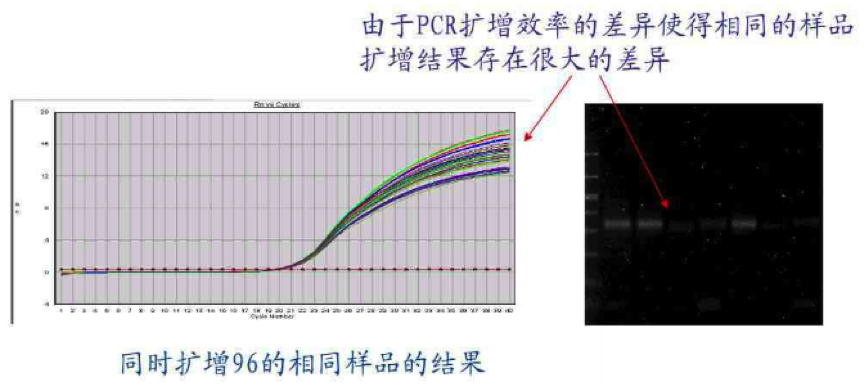 由于PCR扩增效率的差异使得相同的样品
扩增结果存在很大的差异
Rn vs Cycles
20
16
12
8
4
0
1 2 3 4 5 6 7 8 9 10 11 12 13 14 15 16 17 18 19 20 21 22 23 24 25 26 27 28 29 30 31 32 33 34 35 36 37 38 39 40
Cycle Number
同时扩增96的相同样品的结果